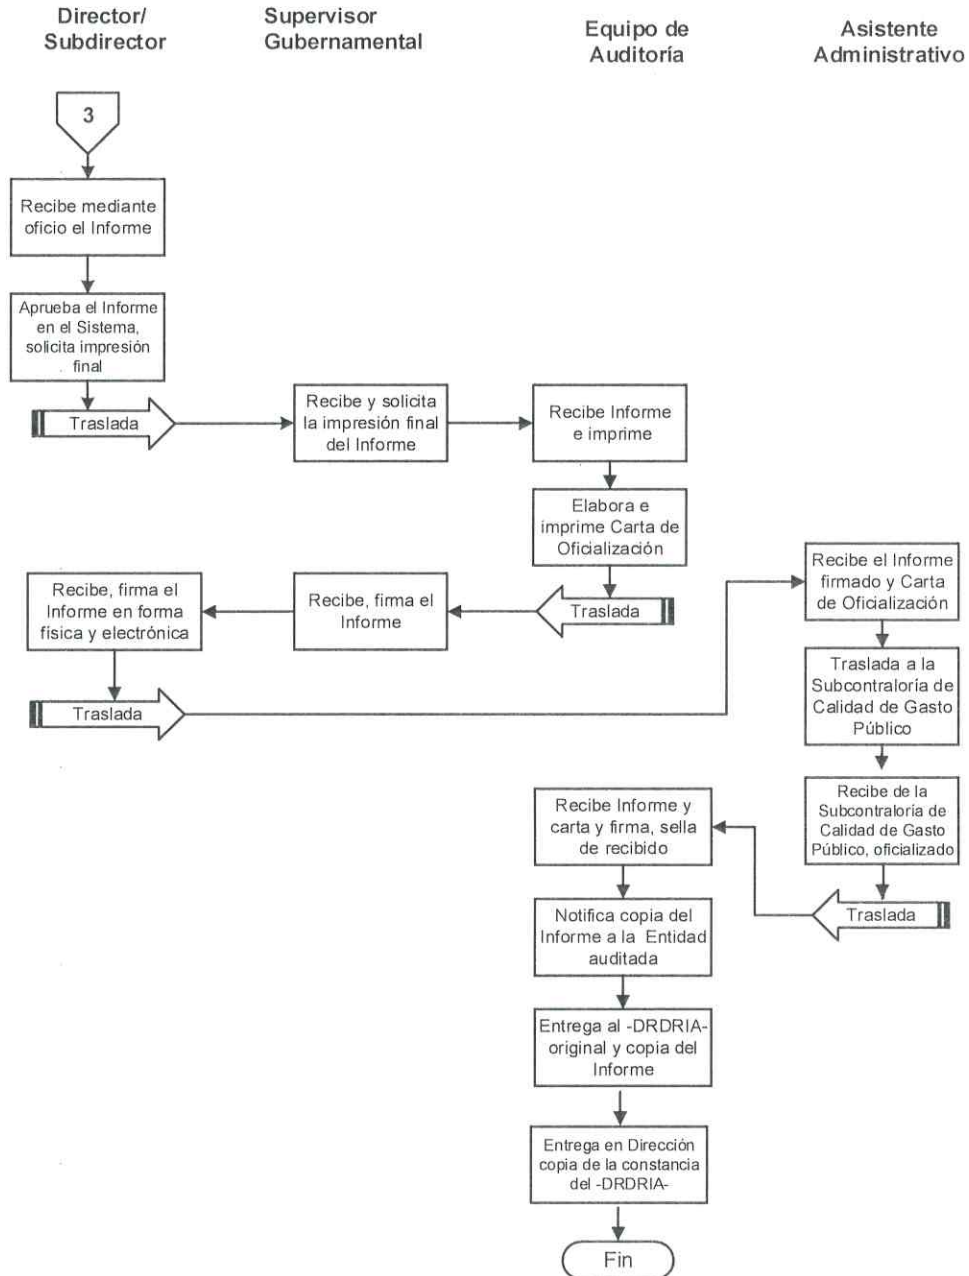 Director/
Subdirector
Supervisor
Gubernamental
Equipo de
Auditoría
Asistente
Administrativo
3
Recibe mediante
oficio el Informe
Aprueba el Informe
en el Sistema,
solicita impresión
final
Traslada
Recibe y solicita
la impresión final
del Informe
Recibe Informe
e imprime
Elabora e
imprime Carta de
Oficialización
Traslada
Recibe, firma el
Informe
Recibe, firma el
Informe en forma
física y electrónica
Traslada
Recibe el Informe
firmado y Carta
de Oficialización
Traslada a la
Subcontraloría de
Calidad de Gasto
Público
Recibe de la
Subcontraloría de
Calidad de Gasto
Público, oficializado
Traslada
Recibe Informe y
carta y firma, sella
de recibido
Notifica copia del
Informe a la Entidad
auditada
Entrega al -DRDRIA-
original y copia del
Informe
Entrega en Dirección
copia de la constancia
del -DRDRIA-
Fin